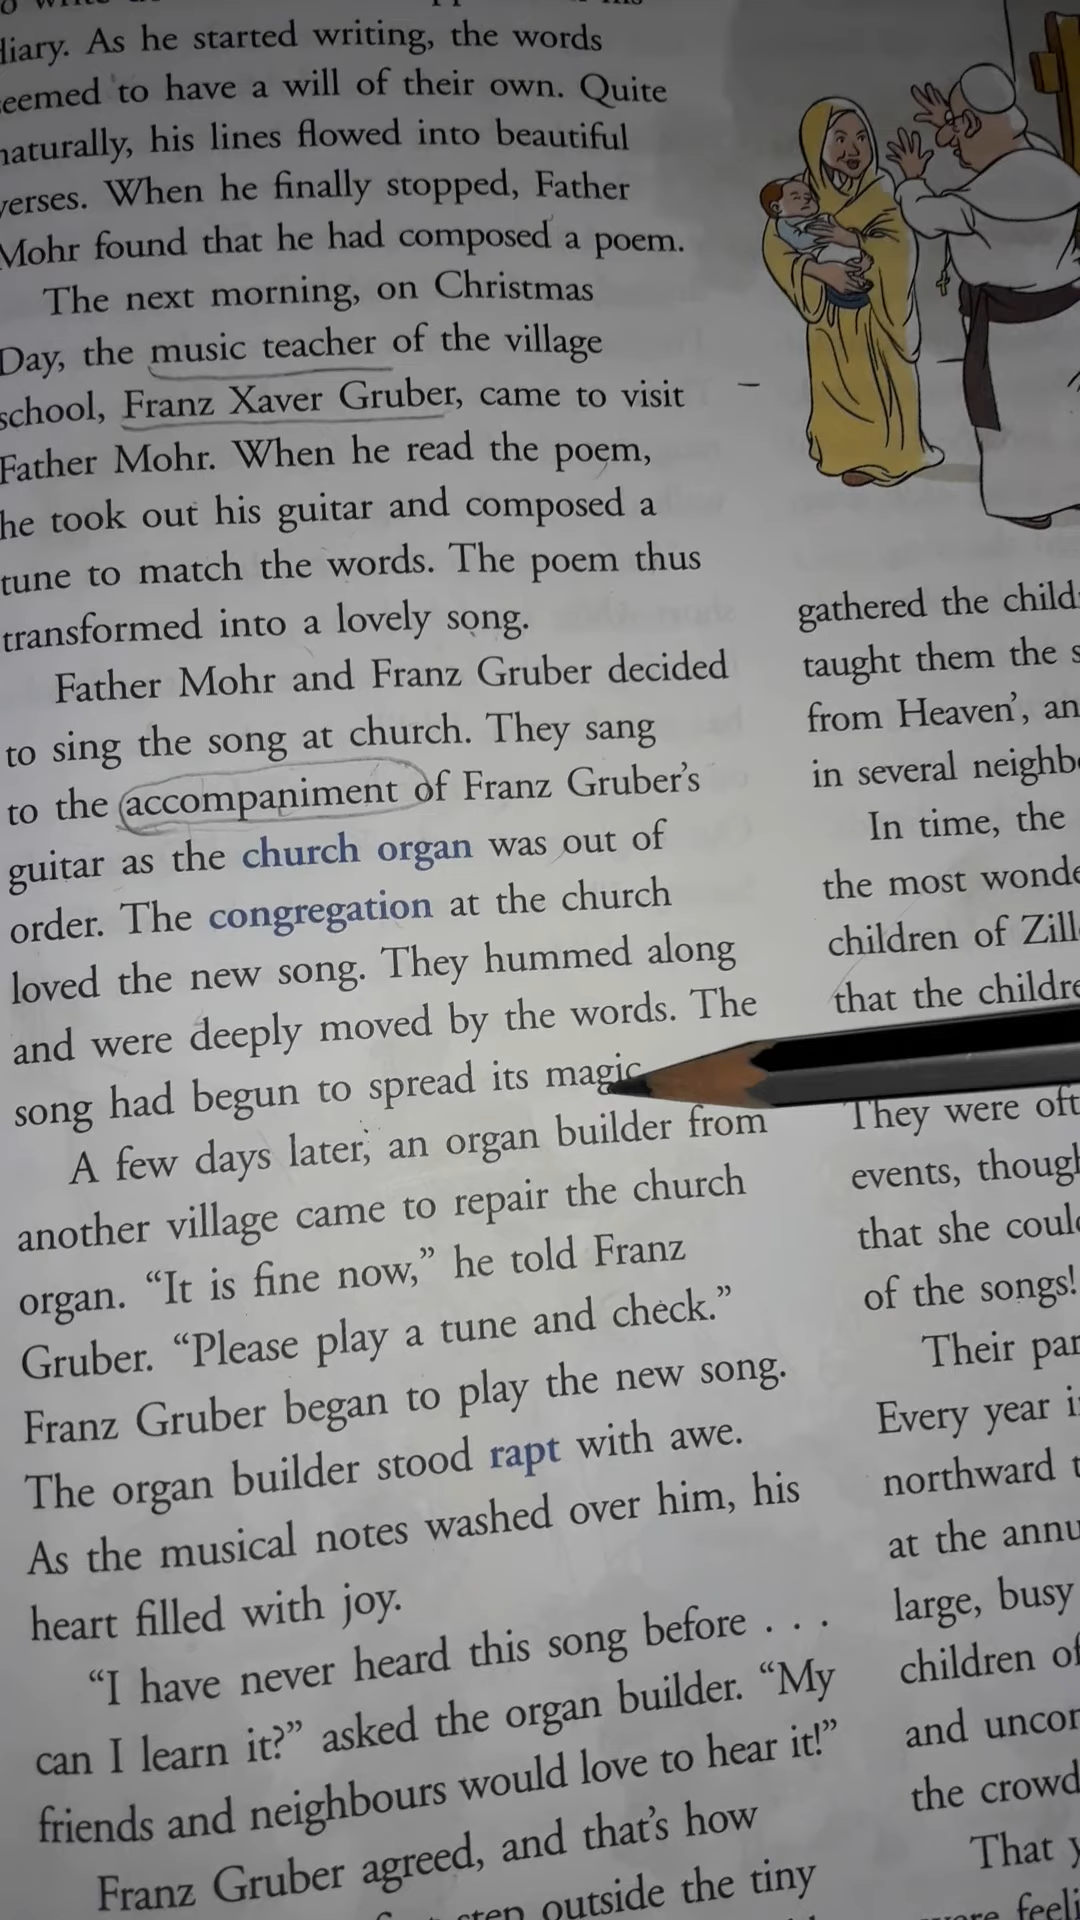 diary. As he started writing, the words
seemed to have a will of their own. Quite
naturally, his lines flowed into beautiful
verses. When he finally stopped, Father
Mohr found that he had composed a poem.
The next morning, on Christmas
Day, the music teacher of the village
school, Franz Xaver Gruber, came to visit
Father Mohr. When he read the poem,
he took out his guitar and composed a
tune to match the words. The poem thus
transformed into a lovely song.
Father Mohr and Franz Gruber decided
to sing the song at church. They sang
to the accompaniment of Franz Gruber’s
guitar as the church organ was out of
order. The congregation at the church
loved the new song. They hummed along
and were deeply moved by the words. The
song had begun to spread its magic
A few days later, an organ builder from
another village came to repair the church
organ. “It is fine now,” he told Franz
Gruber. “Please play a tune and check.”
Franz Gruber began to play the new song.
The organ builder stood rapt with awe.
As the musical notes washed over him, his
heart filled with joy.
“I have never heard this song before . . .
can I learn it?” asked the organ builder. “My
friends and neighbours would love to hear it!”
Franz Gruber agreed, and that’s how
outside the tiny
gathered the child
taught them the s
from Heaven’, an
in several neighb
In time, the
the most wonde
children of Zill
that the childre
They were oft
events, though
that she coul
of the songs!
Their par
Every year i
northward t
at the annu
large, busy
children of
and uncor
the crowd
That y